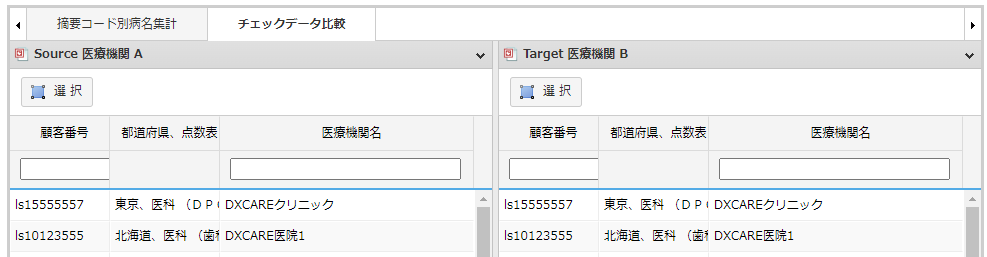 摘要コード別病名集計 チェックデータ比較
Source 医療機関 A
選 択
顧客番号 都道府県、点数表 医療機関名
ls15555557 東京、医科 （ＤＰＣ DXCAREクリニック
ls10123555 北海道、医科 （歯科 DXCARE医院1
Target 医療機関 B
選 択
顧客番号 都道府県、点数表 医療機関名
ls15555557 東京、医科 （ＤＰ DXCAREクリニック
ls10123555 北海道、医科 （歯 DXCARE医院1